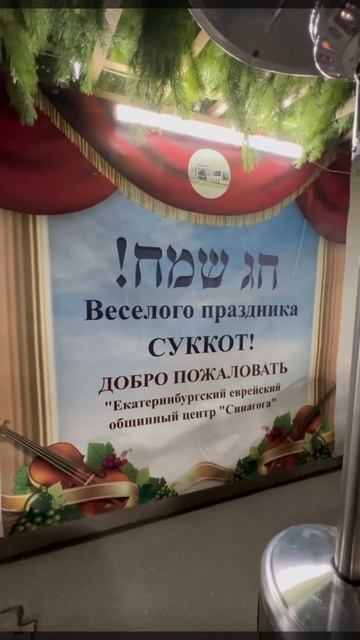 חג שמח!
Веселого праздника
СУККОТ!
ДОБРО ПОЖАЛОВАТЬ
"Екатеринбургский еврейский
общинный центр "Синагога"